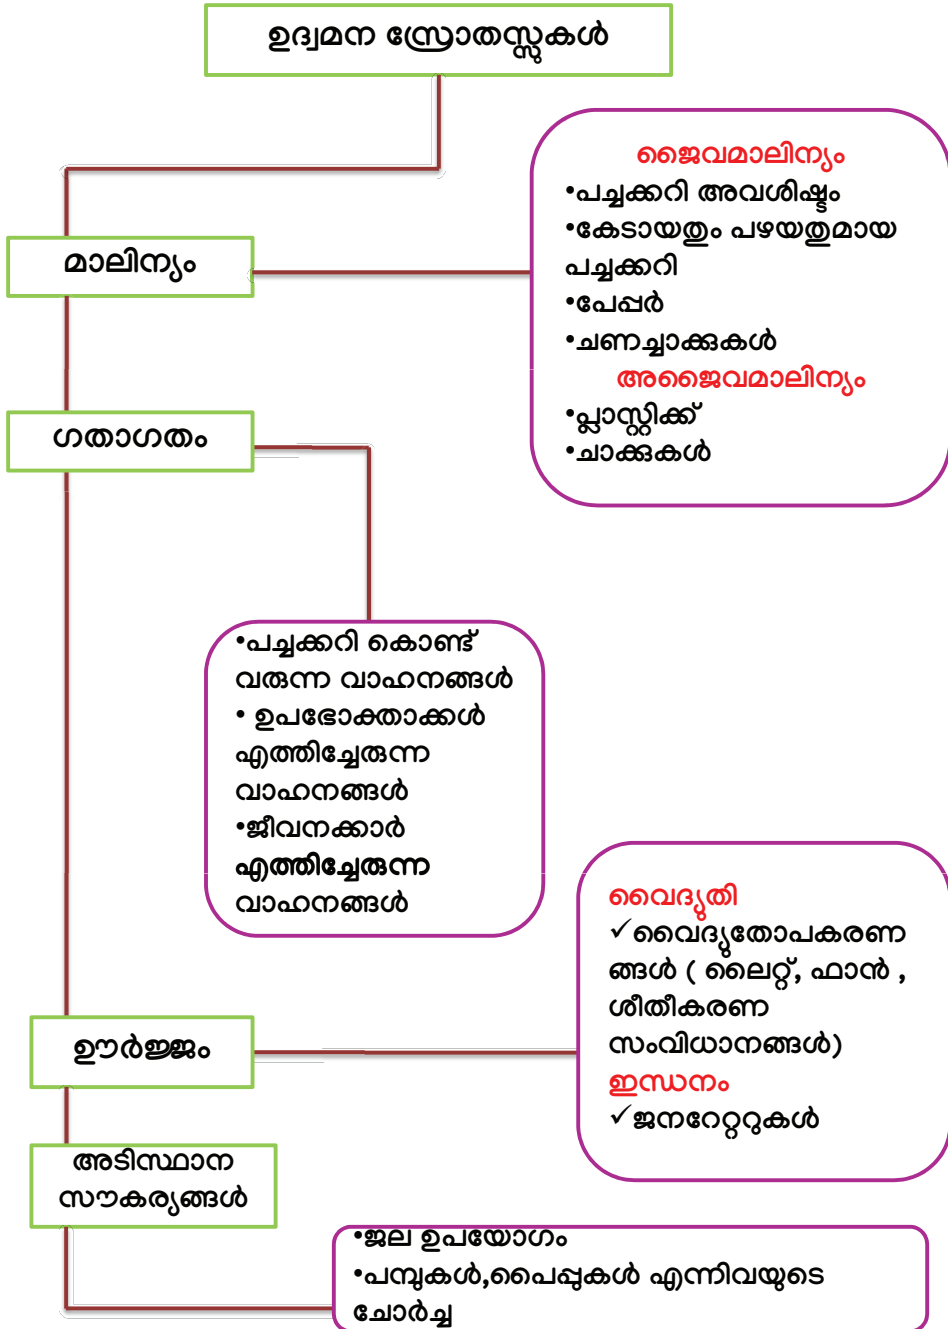 ഉദ്വമന സ്രോതസ്സുകൾ
മാലിന്യം
ജൈവമാലിന്യം
•പച്ചക്കറി അവശിഷ്ടം
•കേടായതും പഴയതുമായ
പച്ചക്കറി
•പേപ്പർ
•ചണച്ചാക്കുകൾ
അജൈവമാലിന്യം
•പ്ലാസ്റ്റിക്ക്
•ചാക്കുകൾ
ഗതാഗതം
•പച്ചക്കറി കൊണ്ട്
വരുന്ന വാഹനങ്ങൾ
• ഉപഭോക്താക്കൾ
എത്തിച്ചേരുന്ന
വാഹനങ്ങൾ
•ജീവനക്കാർ
എത്തിച്ചേരുന്ന
വാഹനങ്ങൾ
ഊർജ്ജം
വൈദ്യുതി
✓വൈദ്യുതോപകരണ
ങ്ങൾ ( ലൈറ്റ്, ഫാൻ ,
ശീതീകരണ
സംവിധാനങ്ങൾ)
ഇന്ധനം
✓ജനറേറ്ററുകൾ
അടിസ്ഥാന
സൗകര്യങ്ങൾ
•ജല ഉപയോഗം
•പമ്പുകൾ,പൈപ്പുകൾ എന്നിവയുടെ
ചോർച്ച